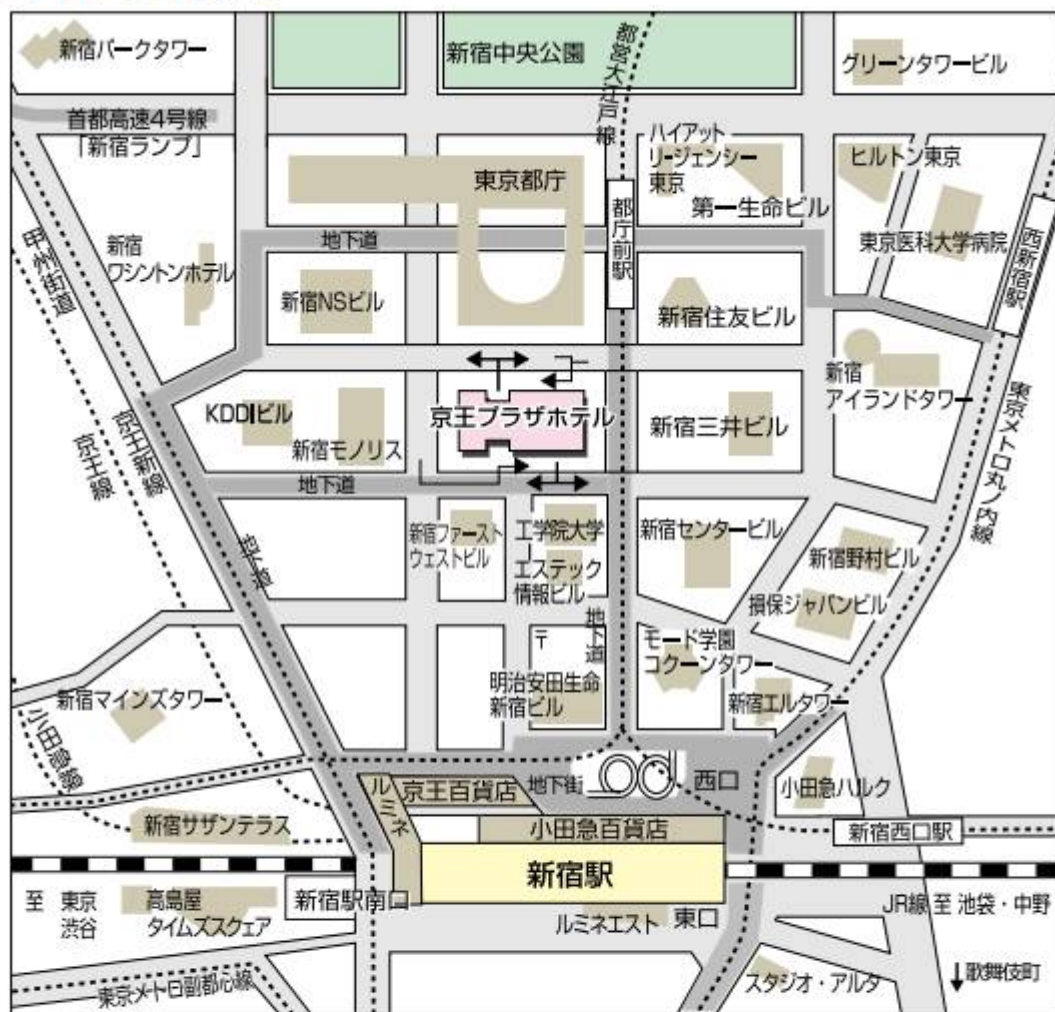 新宿パークタワー
新宿中央公園
都営大江戸線
グリーンタワービル
首都高速4号線
「新宿ランプ」
ハイアット
リージェンシー
東京
ヒルトン東京
東京都庁
都庁前駅
第一生命ビル
甲州街道
新宿
ワシントンホテル
地下道
東京医科大学病院
西新宿駅
新宿NSビル
新宿住友ビル
新宿
アイランドタワー
京王プラザホテル
KDDIビル
新宿モノリス
新宿三井ビル
京王新線
京王線
東京メトロ丸ノ内線
地下道
地下道
新宿ファースト
ウェストビル
工学院大学
エステック
情報ビル
新宿センタービル
新宿野村ビル
損保ジャパンビル
地下道
〒
モード学園
コクーンタワー
明治安田生命
新宿ビル
新宿エルタワー
新宿マインズタワー
小田急線
ルミネ
京王百貨店
地下街
西口
小田急ハルク
新宿サザンテラス
小田急百貨店
新宿西口駅
新宿駅
至 東京
渋谷
高島屋
タイムズスクェア
新宿駅南口
ルミネエスト
東口
JR線 至 池袋・中野
東京メト日副都心線
スタジオ・アルタ
↓歌舞伎町